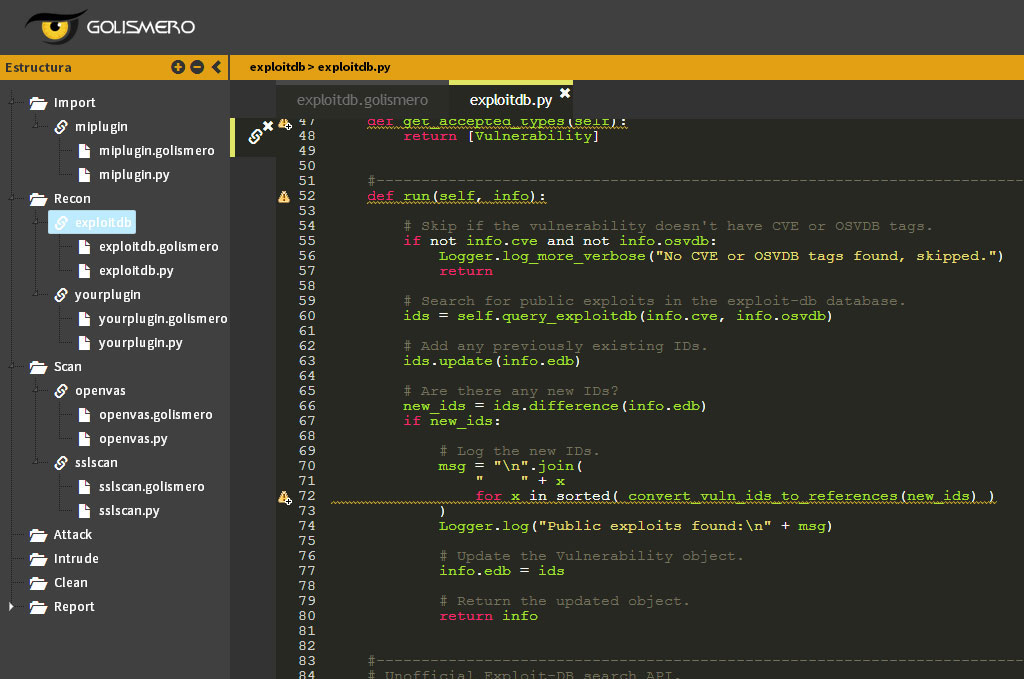 GOLISMERO
Estructura
exploitdb > exploitdb.py
Import
miplugin
miplugin.golismero
miplugin.py
Recon
exploitdb
exploitdb.golismero
exploitdb.py
yourplugin
yourplugin.golismero
yourplugin.py
Scan
openvas
openvas.golismero
openvas.py
sslscan
sslscan.golismero
sslscan.py
Attack
Intrude
Clean
Report
exploitdb.golismero
exploitdb.py
47 def get_accepted_types(self):
48 return [Vulnerability]
49
50
51 #------------------------------------------------------------------------
52 def run(self, info):
53
54 # Skip if the vulnerability doesn't have CVE or OSVDB tags.
55 if not info.cve and not info.osvdb:
56 Logger.log_more_verbose("No CVE or OSVDB tags found, skipped.")
57 return
58
59 # Search for public exploits in the exploit-db database.
60 ids = self.query_exploitdb(info.cve, info.osvdb)
61
62 # Add any previously existing IDs.
63 ids.update(info.edb)
64
65 # Are there any new IDs?
66 new_ids = ids.difference(info.edb)
67 if new_ids:
68
69 # Log the new IDs.
70 msg = "\n".join(
71 "    " + x
72 for x in sorted( convert_vuln_ids_to_references(new_ids) )
73 )
74 Logger.log("Public exploits found:\n" + msg)
75
76 # Update the Vulnerability object.
77 info.edb = ids
78
79 # Return the updated object.
80 return info
81
82
83 #------------------------------------------------------------------------
84 # Unofficial Exploit-DB search API.